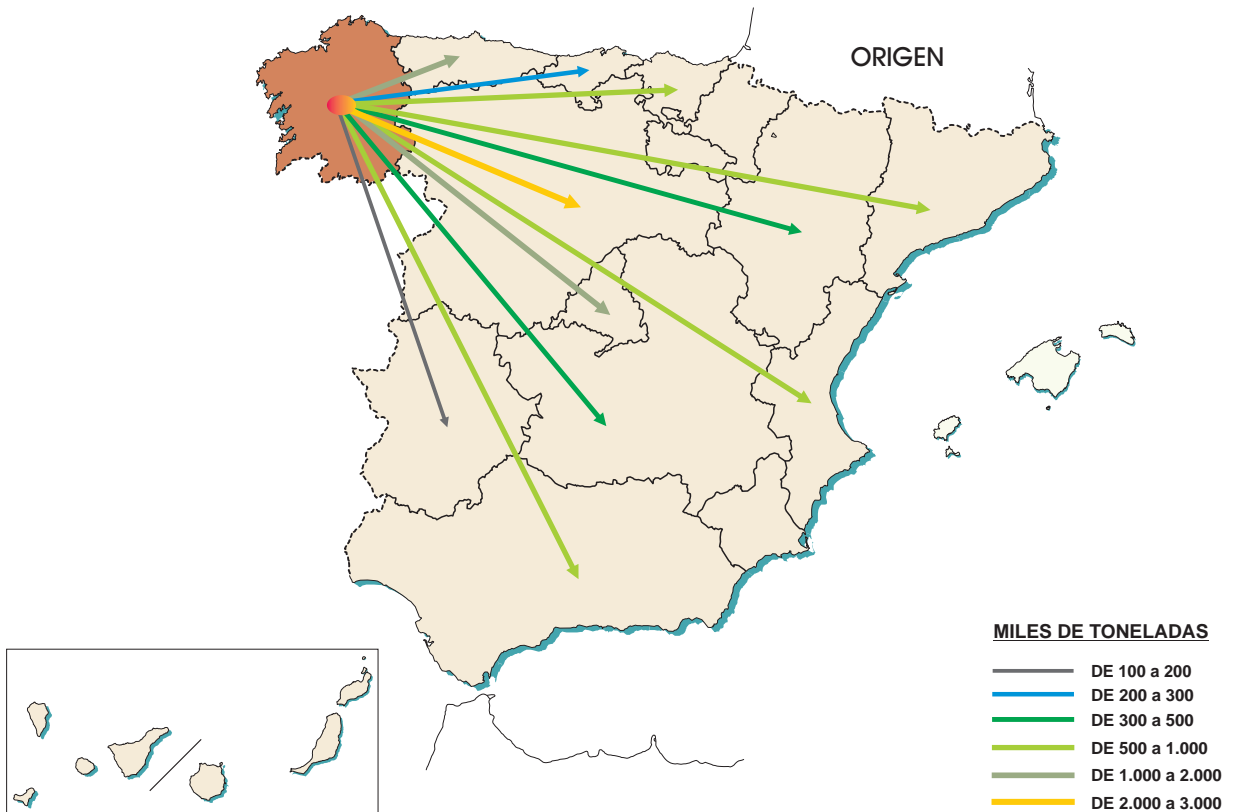 ORIGEN
MILES DE TONELADAS
DE 100 a 200
DE 200 a 300
DE 300 a 500
DE 500 a 1.000
DE 1.000 a 2.000
DE 2.000 a 3.000